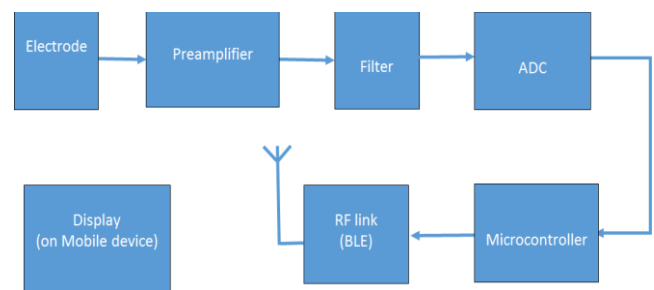 Electrode
Preamplifier
Filter
ADC
Display
(on Mobile device)
RF link
(BLE)
Microcontroller